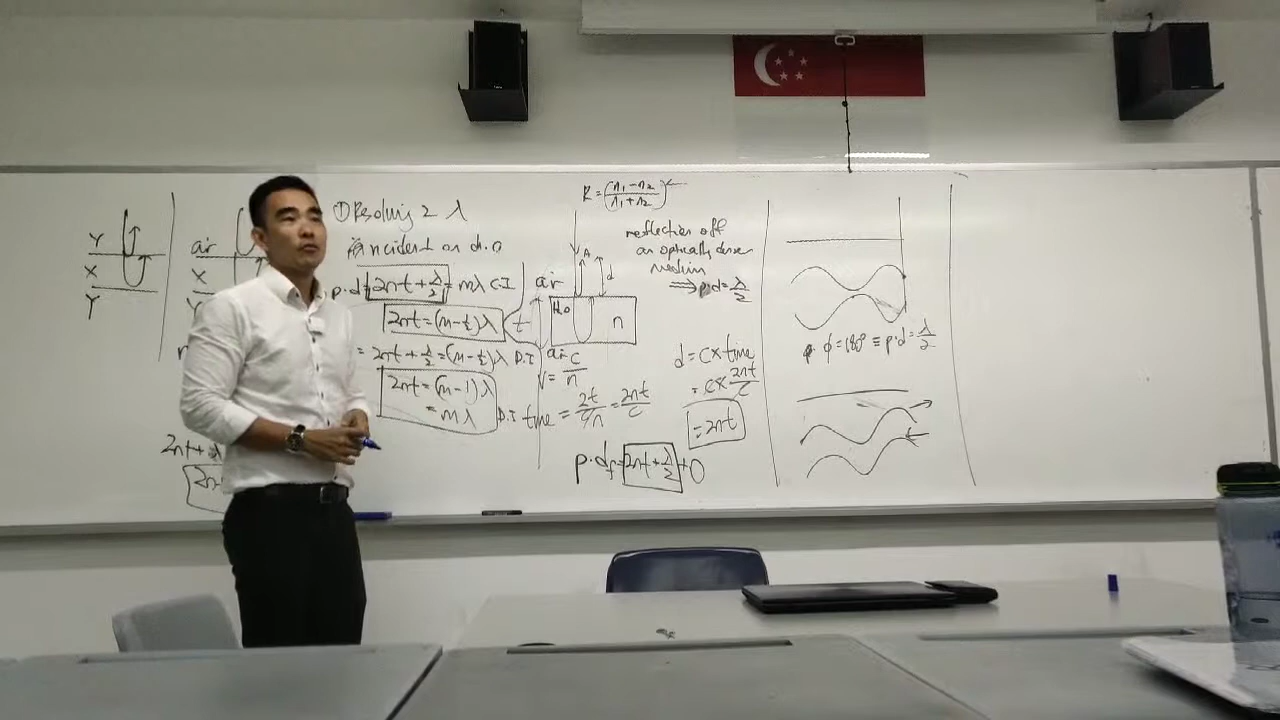 Y
X
Y
air
X
Y
2nt+
① Resolving 2 λ
incident on
p.d = 2nt + λ/2 = mλ C.I
2nt = (m-½)λ
= 2nt + λ/2 = (m-½)λ D.I
2nt = (m-1)λ
= mλ
D.I
R = (n₁-n₂/n₁+n₂)
A
d
air
t
n
air
V = c/n
time = 2t/c/n = 2nt/c
p.d = 2nt + λ/2 + 0
reflection off
an optically denser
medium
⟹ p.d = λ/2
d = c × time
= c × 2nt/c
= 2nt
φ = 180° ≡ p.d = λ/2